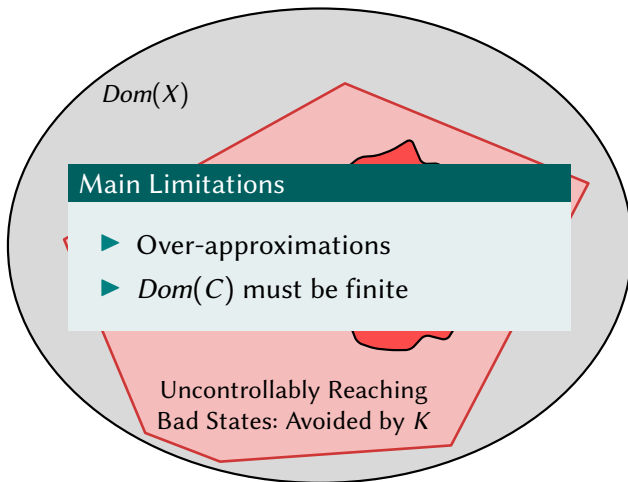 Dom(X)
Main Limitations
▶ Over-approximations
▶ Dom(C) must be finite
Uncontrollably Reaching
Bad States: Avoided by K